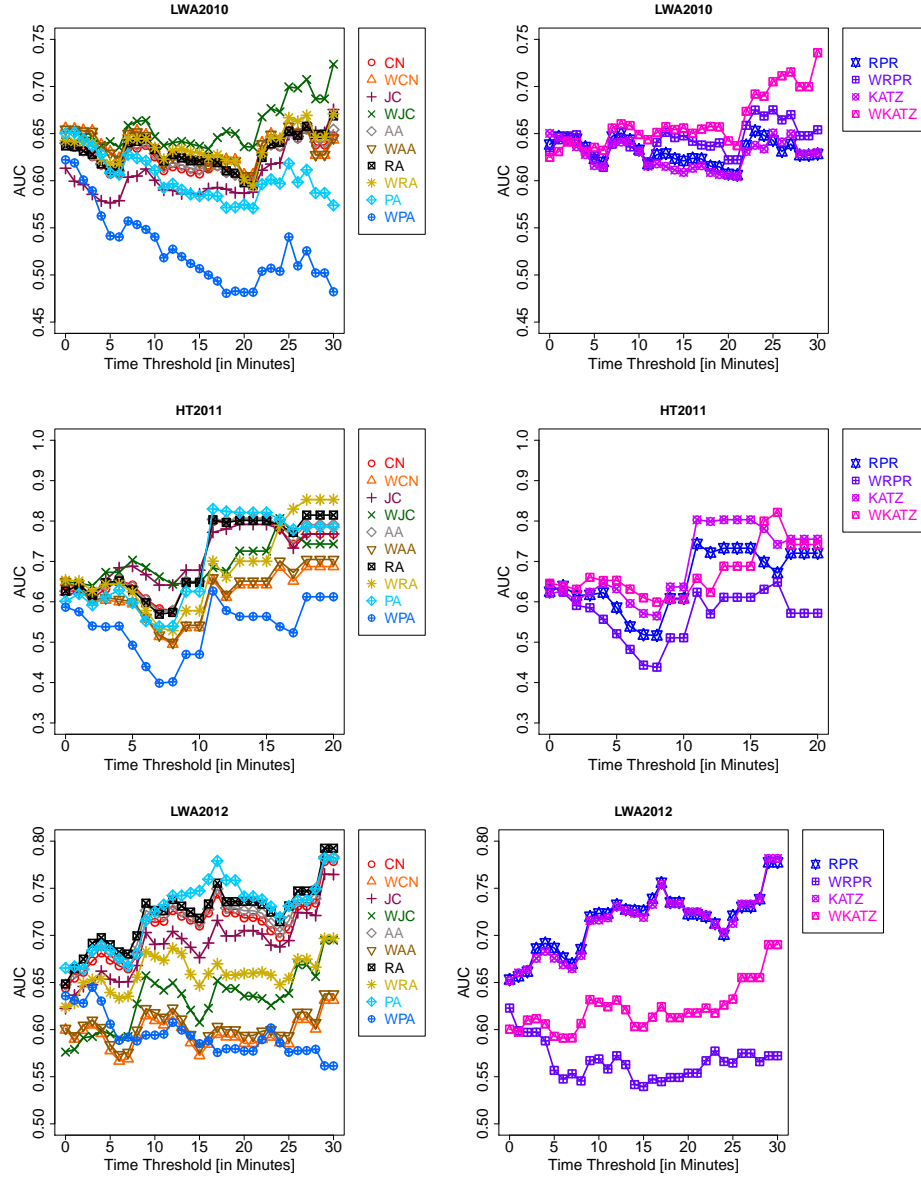 LWA2010
AUC
0.45 0.50 0.55 0.60 0.65 0.70 0.75
0 5 10 15 20 25 30
Time Threshold [in Minutes]
CN
WCN
JC
WJC
AA
WAA
RA
WRA
PA
WPA
LWA2010
AUC
0.45 0.50 0.55 0.60 0.65 0.70 0.75
0 5 10 15 20 25 30
Time Threshold [in Minutes]
RPR
WRPR
KATZ
WKATZ
HT2011
AUC
0.3 0.4 0.5 0.6 0.7 0.8 0.9 1.0
0 5 10 15 20
Time Threshold [in Minutes]
CN
WCN
JC
WJC
AA
WAA
RA
WRA
PA
WPA
HT2011
AUC
0.3 0.4 0.5 0.6 0.7 0.8 0.9 1.0
0 5 10 15 20
Time Threshold [in Minutes]
RPR
WRPR
KATZ
WKATZ
LWA2012
AUC
0.50 0.55 0.60 0.65 0.70 0.75 0.80
0 5 10 15 20 25 30
Time Threshold [in Minutes]
CN
WCN
JC
WJC
AA
WAA
RA
WRA
PA
WPA
LWA2012
AUC
0.50 0.55 0.60 0.65 0.70 0.75 0.80
0 5 10 15 20 25 30
Time Threshold [in Minutes]
RPR
WRPR
KATZ
WKATZ